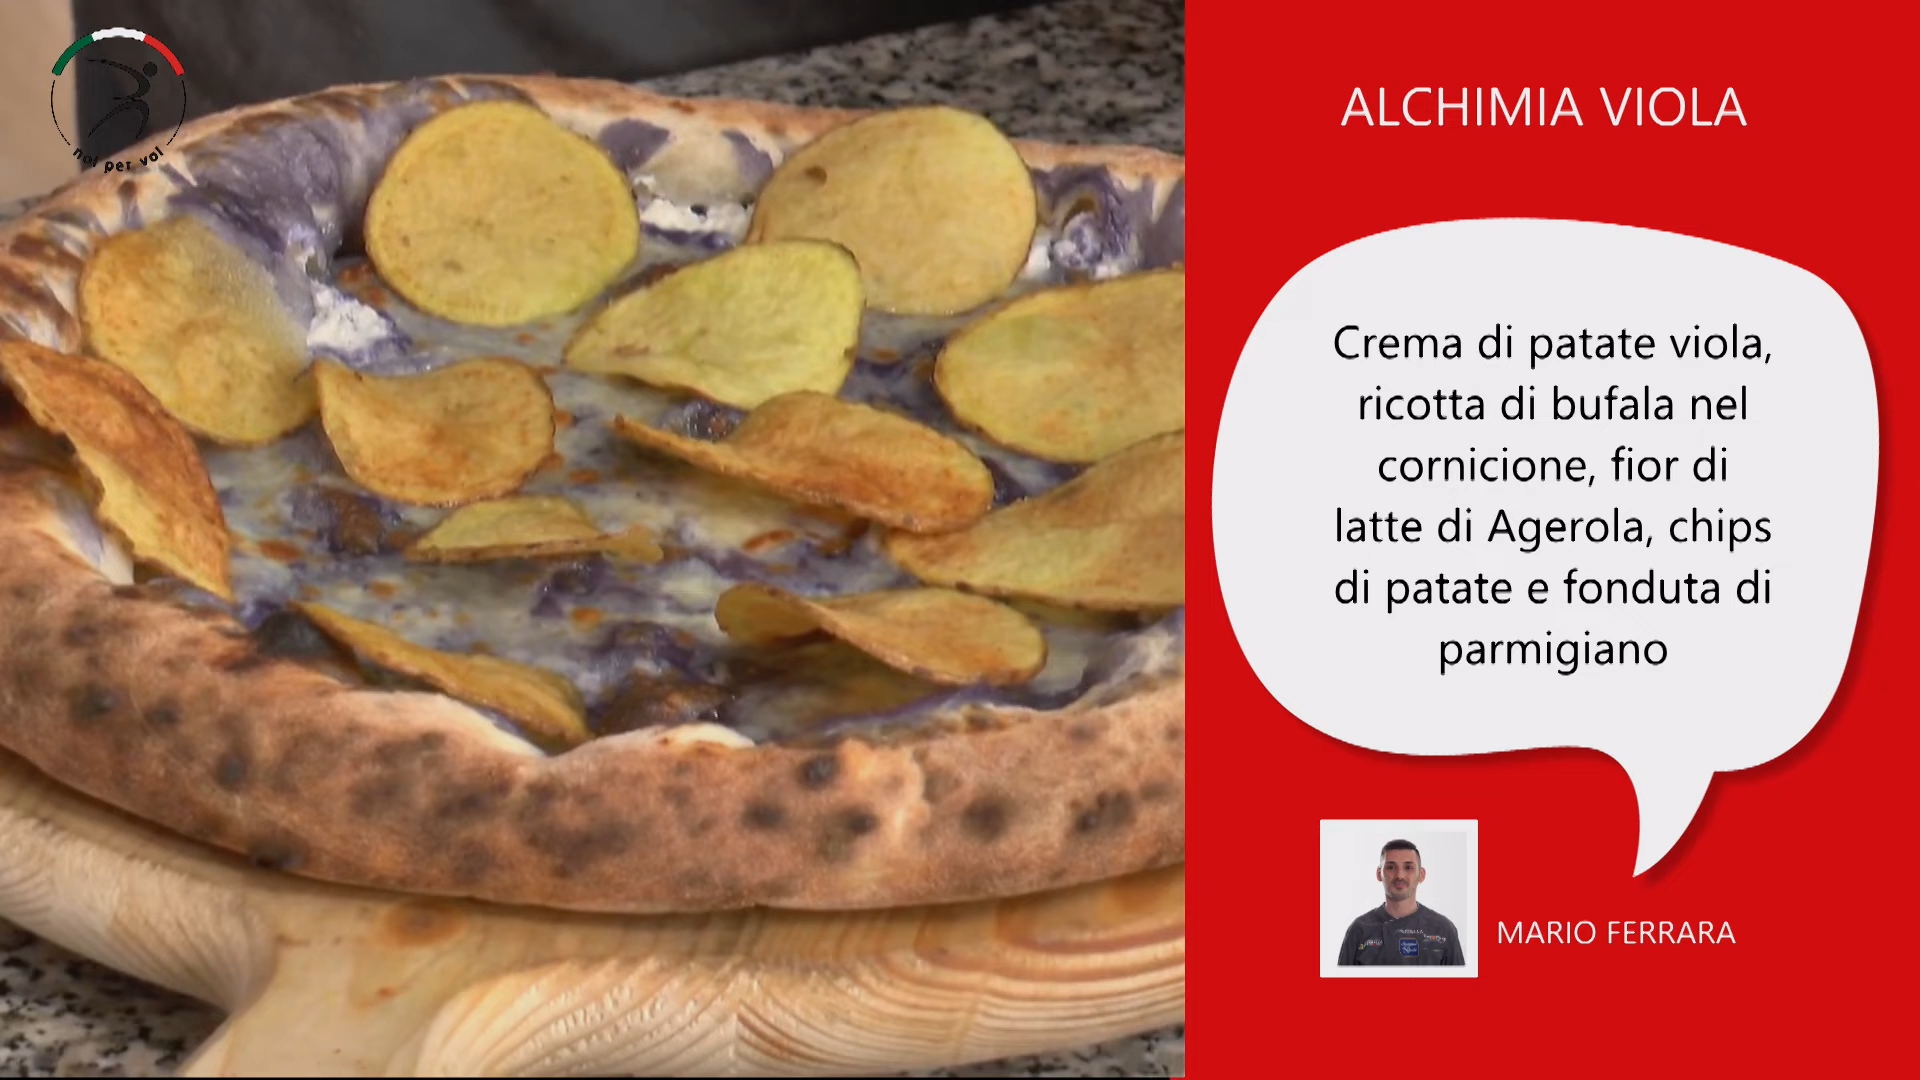 noi per voi
ALCHIMIA VIOLA
Crema di patate viola,
ricotta di bufala nel
cornicione, fior di
latte di Agerola, chips
di patate e fonduta di
parmigiano
MARIO FERRARA